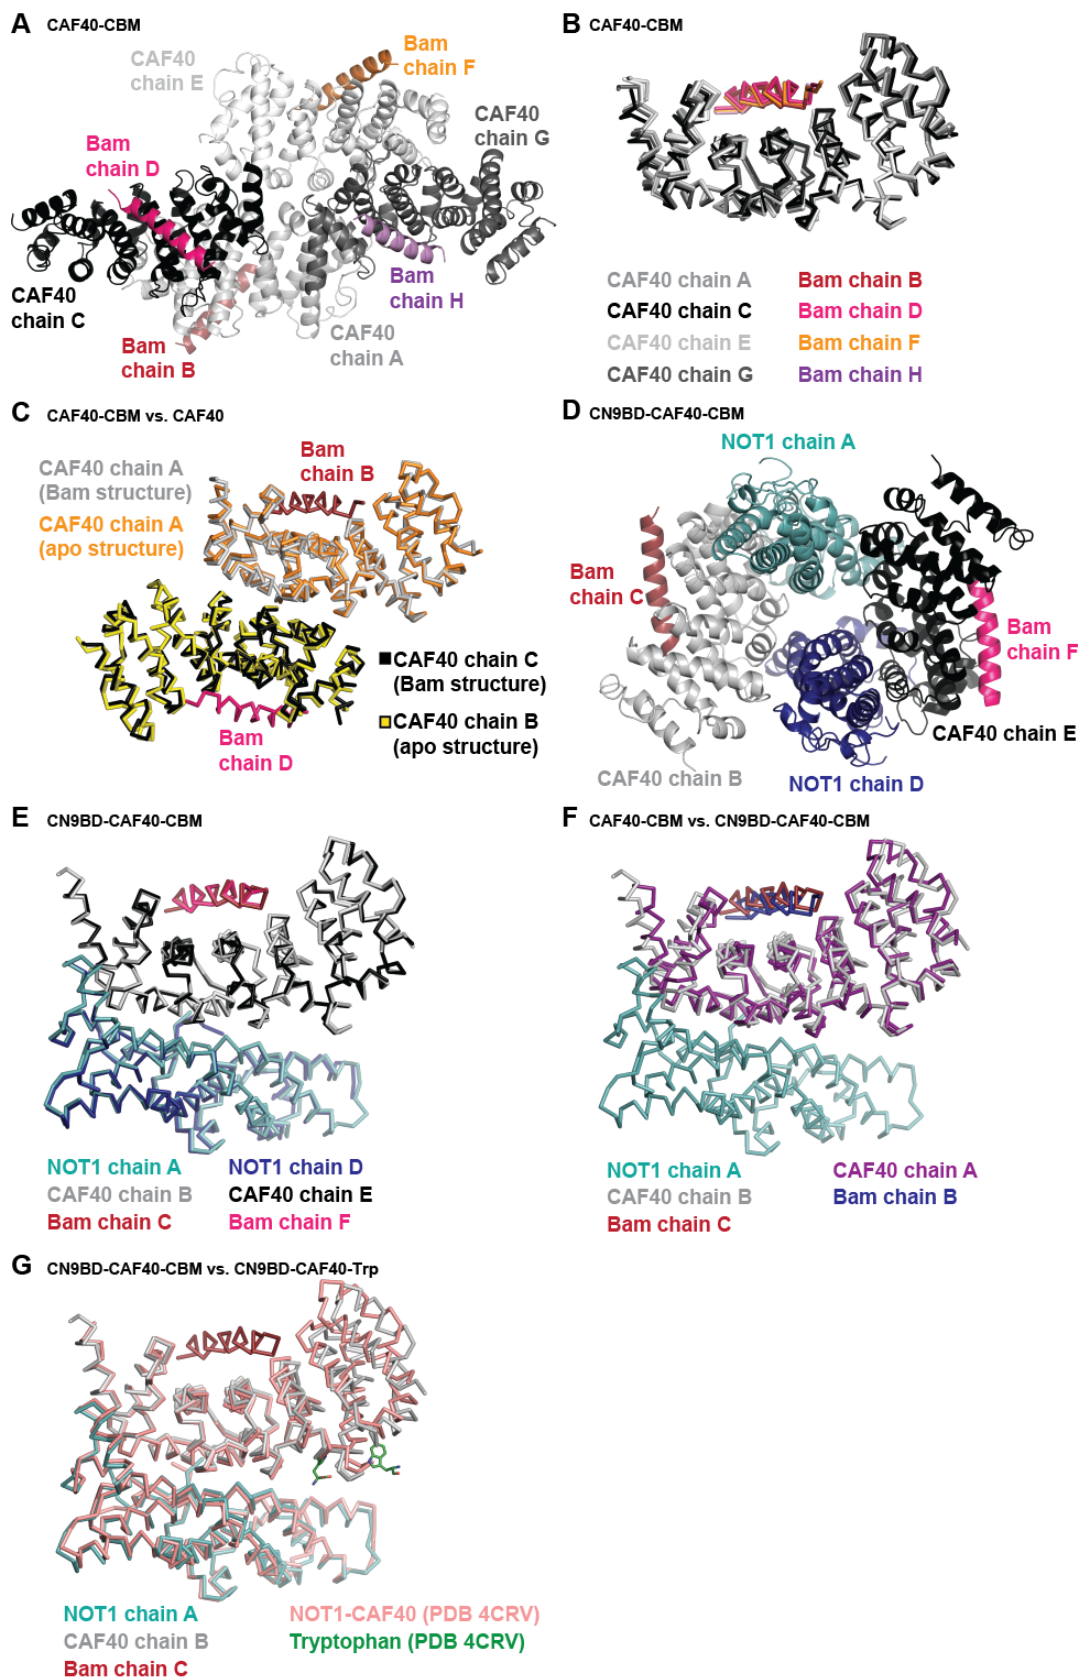 A CAF40-CBM
CAF40
chain E
Bam
chain F
CAF40
chain G
Bam
chain D
CAF40
chain C
Bam
chain B
Bam
chain H
CAF40
chain A
B CAF40-CBM
CAF40 chain A
CAF40 chain C
CAF40 chain E
CAF40 chain G
Bam chain B
Bam chain D
Bam chain F
Bam chain H
C CAF40-CBM vs. CAF40
CAF40 chain A
(Bam structure)
CAF40 chain A
(apo structure)
Bam
chain B
CAF40 chain C
(Bam structure)
CAF40 chain B
(apo structure)
Bam
chain D
D CN9BD-CAF40-CBM
NOT1 chain A
Bam
chain C
Bam
chain F
CAF40 chain E
CAF40 chain B
NOT1 chain D
E CN9BD-CAF40-CBM
NOT1 chain A
CAF40 chain B
Bam chain C
NOT1 chain D
CAF40 chain E
Bam chain F
F CAF40-CBM vs. CN9BD-CAF40-CBM
NOT1 chain A
CAF40 chain B
Bam chain C
CAF40 chain A
Bam chain B
G CN9BD-CAF40-CBM vs. CN9BD-CAF40-Trp
NOT1 chain A
CAF40 chain B
Bam chain C
NOT1-CAF40 (PDB 4CRV)
Tryptophan (PDB 4CRV)